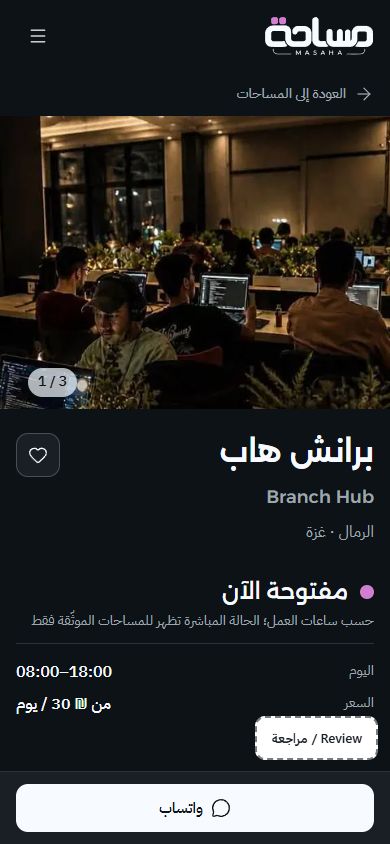 مساحة
MASAHA
العودة إلى المساحات
1 / 3
برانش هاب
Branch Hub
الرمال · غزة
مفتوحة الآن
حسب ساعات العمل؛ الحالة المباشرة تظهر للمساحات الموثّقة فقط
اليوم
08:00–18:00
السعر
من ₪ 30 / يوم
مراجعة / Review
واتساب